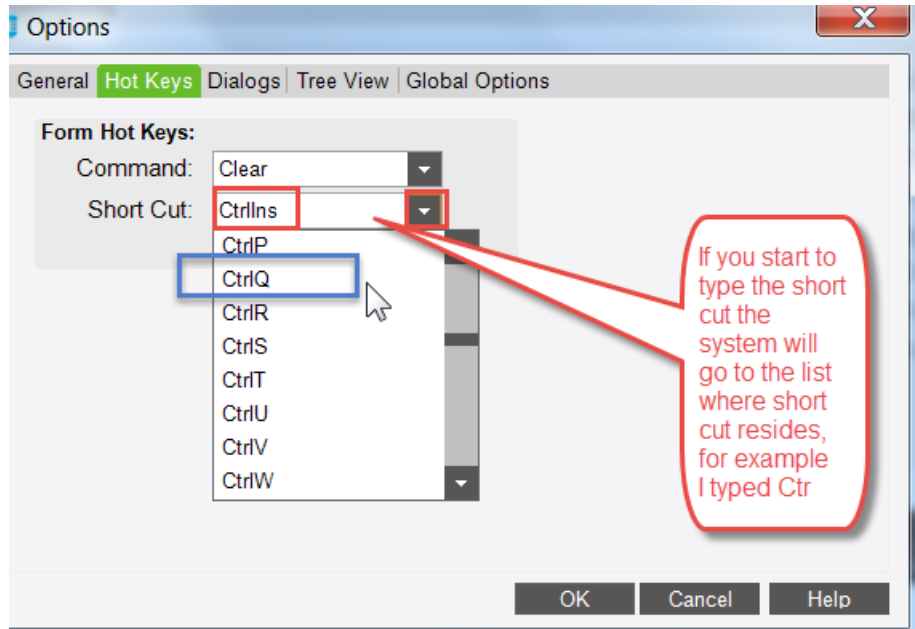 Options
X
General Hot Keys Dialogs Tree View Global Options
Form Hot Keys:
Command: Clear
Short Cut: CtrlIns
CtrlP
CtrlQ
CtrlR
CtrlS
CtrlT
CtrlU
CtrlV
CtrlW
If you start to
type the short
cut the
system will
go to the list
where short
cut resides,
for example
I typed Ctr
OK Cancel Help